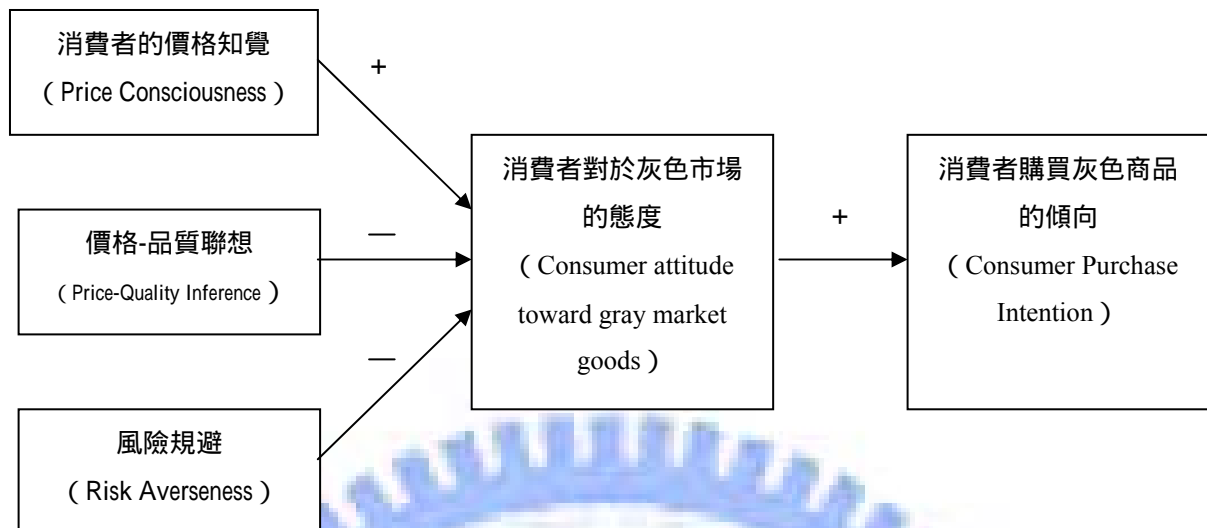 消費者的價格知覺
（Price Consciousness）
+
價格-品質聯想
（Price-Quality Inference）
—
風險規避
（Risk Averseness）
—
消費者對於灰色市場
的態度
（Consumer attitude
toward gray market
goods）
+
消費者購買灰色商品
的傾向
（Consumer Purchase
Intention）